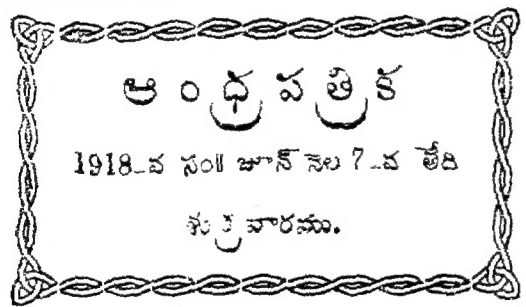 ఆంధ్రపత్రిక
1918_వ సం॥ జూన్ నెల 7_వ తేది
శుక్రవారము.